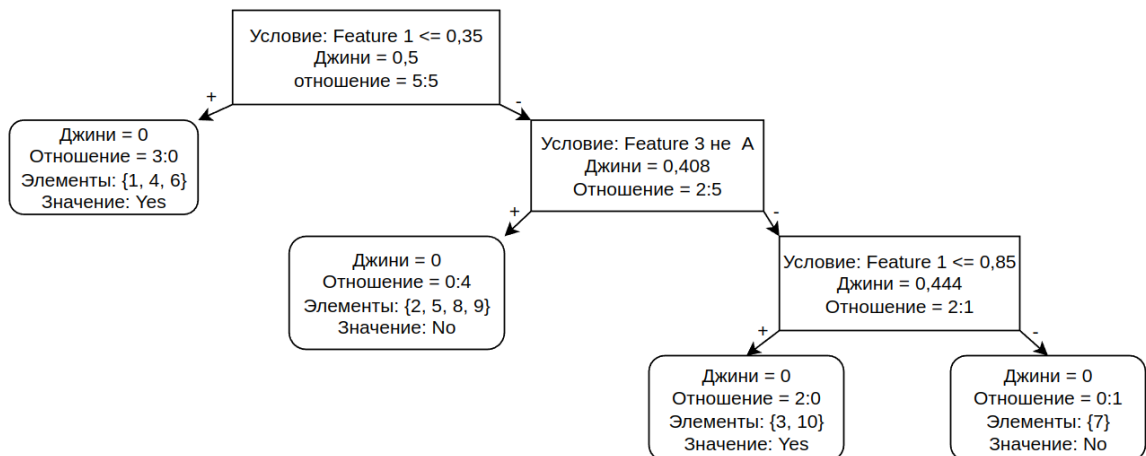 Условие: Feature 1 <= 0,35
Джини = 0,5
отношение = 5:5
+
-
Джини = 0
Отношение = 3:0
Элементы: {1, 4, 6}
Значение: Yes
Условие: Feature 3 не  A
Джини = 0,408
Отношение = 2:5
+
-
Джини = 0
Отношение = 0:4
Элементы: {2, 5, 8, 9}
Значение: No
Условие: Feature 1 <= 0,85
Джини = 0,444
Отношение = 2:1
+
-
Джини = 0
Отношение = 2:0
Элементы: {3, 10}
Значение: Yes
Джини = 0
Отношение = 0:1
Элементы: {7}
Значение: No